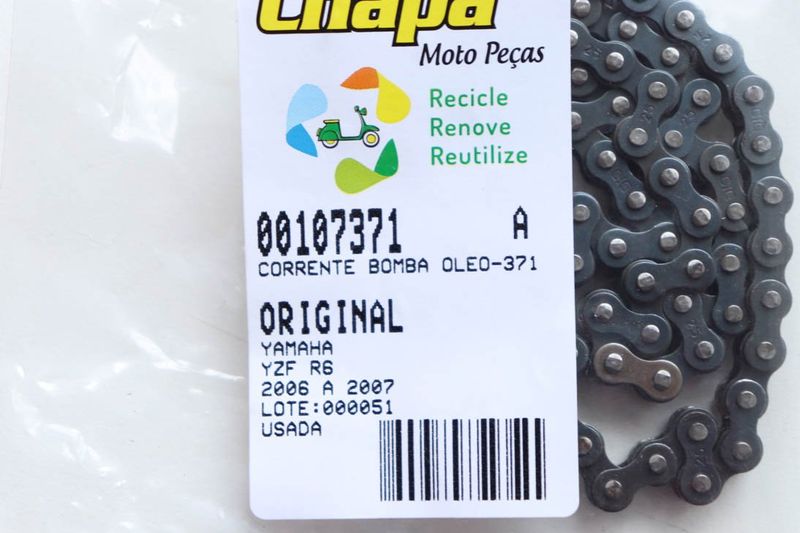 Chapa
Moto Peças
Recicle
Renove
Reutilize
00107371 A
CORRENTE BOMBA OLEO-371
ORIGINAL
YAMAHA
YZF R6
2006 A 2007
LOTE:000051
USADA